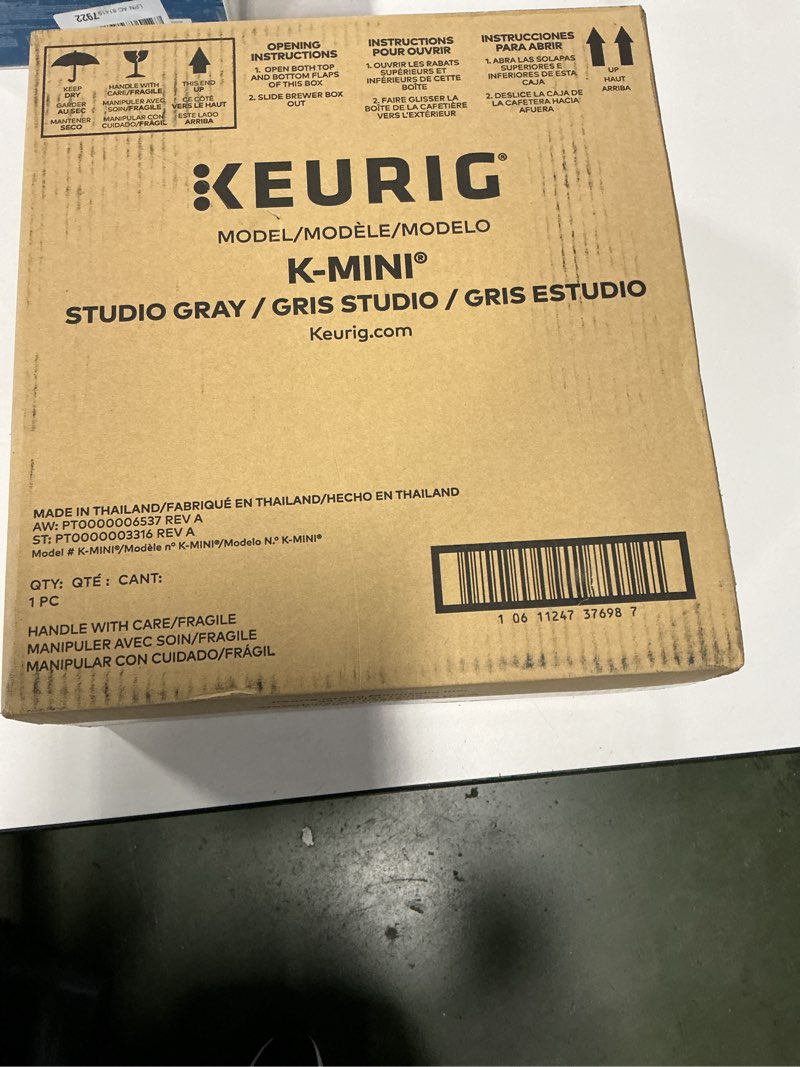 LPN AC 81419
7922
KEEP
DRY
GARDER
AU SEC
MANTENER
SECO
HANDLE WITH
CARE/FRAGILE
MANIPULER AVEC
SOIN/FRAGILE
MANIPULAR CON
CUIDADO/FRÁGIL
THIS END
UP
CE CÔTÉ
VERS LE HAUT
ESTE LADO
ARRIBA
OPENING
INSTRUCTIONS
1. OPEN BOTH TOP
AND BOTTOM FLAPS
OF THIS BOX
2. SLIDE BREWER BOX
OUT
INSTRUCTIONS
POUR OUVRIR
1. OUVRIR LES RABATS
SUPÉRIEURS ET
INFÉRIEURS DE CETTE
BOÎTE
2. FAIRE GLISSER LA
BOÎTE DE LA CAFETIÈRE
VERS L'EXTÉRIEUR
INSTRUCCIONES
PARA ABRIR
1. ABRA LAS SOLAPAS
SUPERIORES E
INFERIORES DE ESTA
CAJA
2. DESLICE LA CAJA DE
LA CAFETERA HACIA
AFUERA
UP
HAUT
ARRIBA
KEURIG®
MODEL/MODÈLE/MODELO
K-MINI®
STUDIO GRAY / GRIS STUDIO / GRIS ESTUDIO
Keurig.com
MADE IN THAILAND/FABRIQUÉ EN THAILAND/HECHO EN THAILAND
AW: PT0000006537 REV A
ST: PT0000003316 REV A
Model # K-MINI®/Modèle nº K-MINI®/Modelo N.º K-MINI®
QTY: QTÉ : CANT:
1 PC
HANDLE WITH CARE/FRAGILE
MANIPULER AVEC SOIN/FRAGILE
MANIPULAR CON CUIDADO/FRÁGIL
1 06 11247 37698 7